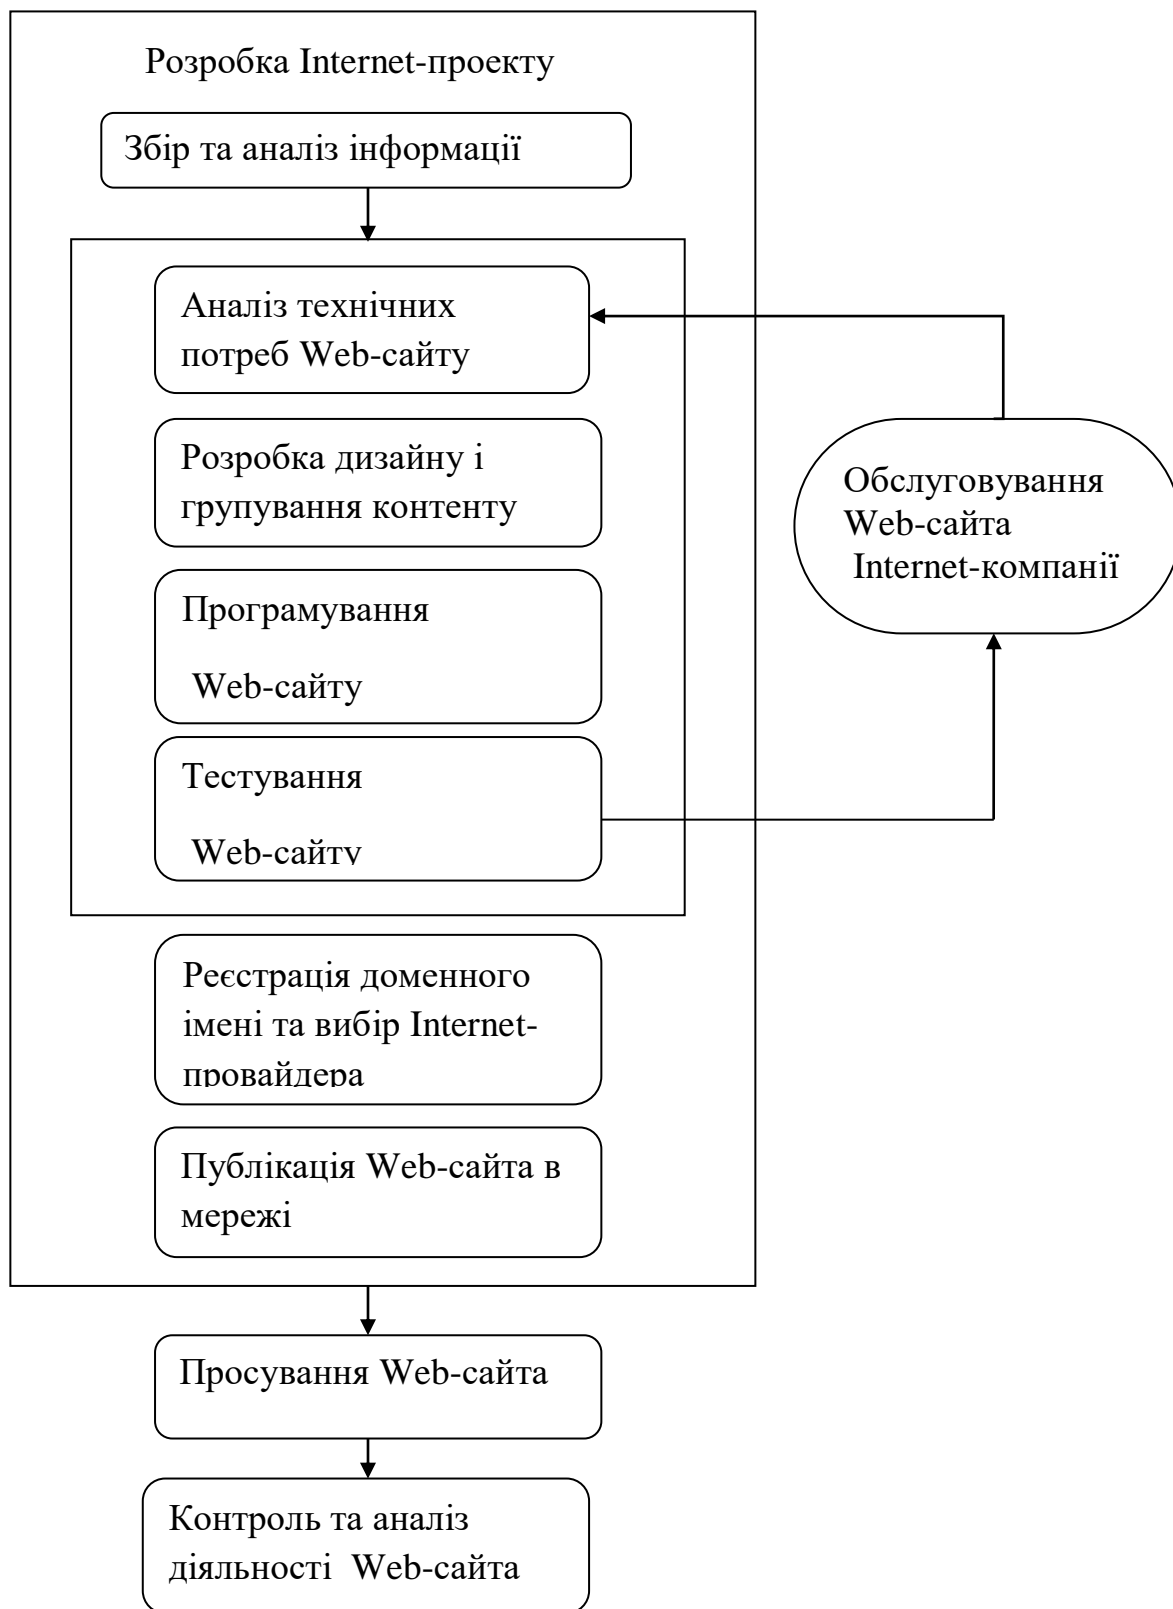 Розробка Internet-проекту
Збір та аналіз інформації
Аналіз технічних
потреб Web-сайту
Розробка дизайну і
групування контенту
Програмування
Web-сайту
Тестування
Web-сайту
Обслуговування
Web-сайта
Internet-компанії
Реєстрація доменного
імені та вибір Internet-
провайдера
Публікація Web-сайта в
мережі
Просування Web-сайта
Контроль та аналіз
діяльності Web-сайта